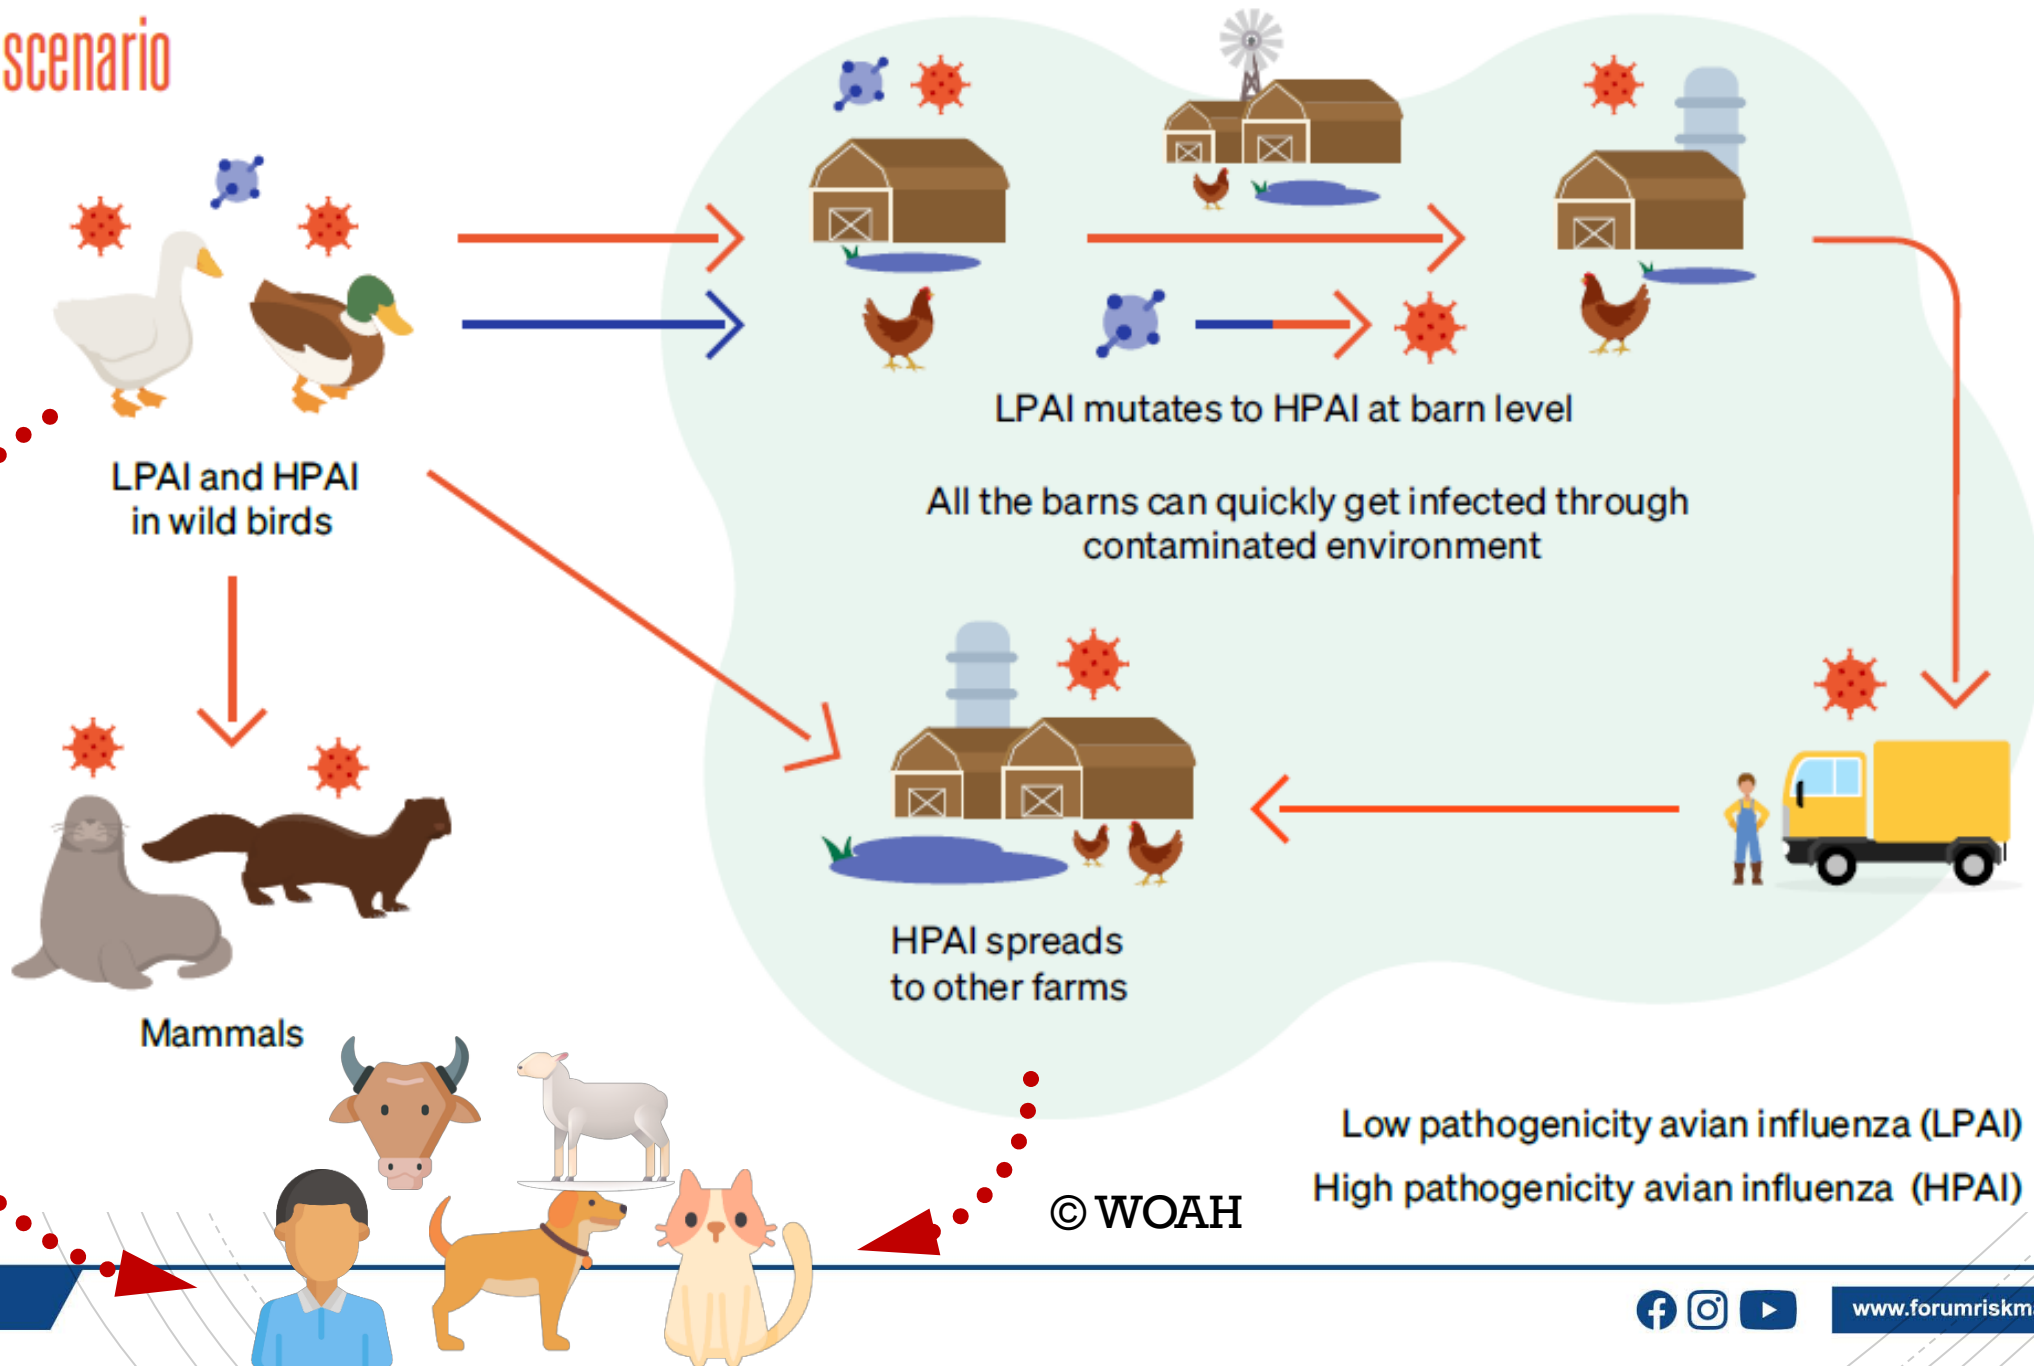 scenario
LPAI and HPAI
in wild birds
LPAI mutates to HPAI at barn level
All the barns can quickly get infected through
contaminated environment
HPAI spreads
to other farms
Mammals
Low pathogenicity avian influenza (LPAI)
High pathogenicity avian influenza (HPAI)
© WOAH
www.forumriskm